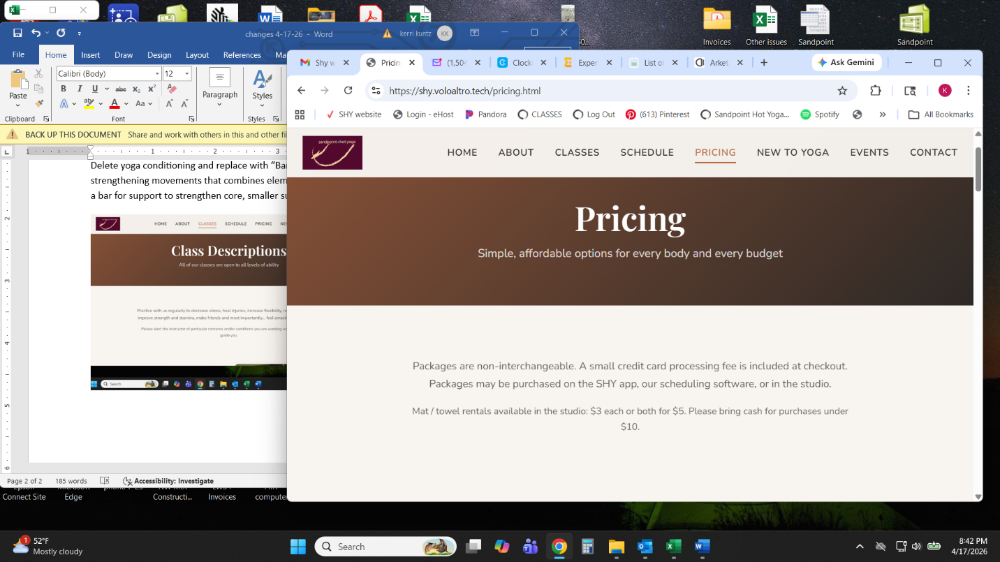 changes 4-17-26 - Word
kerri kuntz
KK
File
Home
Insert
Draw
Design
Layout
References
Ma
Paste
Calibri (Body)
12
Paragraph
Styles
Clipboard
Font
Styles
BACK UP THIS DOCUMENT Share and work with others in this and other fi
Delete yoga conditioning and replace with “Ba
strengthening movements that combines elem
a bar for support to strengthen core, smaller su
HOME ABOUT CLASSES SCHEDULE PRICING NE
Class Descriptions
All of our classes are open to all levels of ability
Practice with us regularly to decrease stress, heal injuries, increase flexibility, re
improve strength and stamina, make friends and most importantly... feel amazi
Please alert the instructor of particular concerns and/or conditions you are working wi
guide you.
Search
Page 2 of 2
185 words
Accessibility: Investigate
Invoices
Other issues
Sandpoint
Sandpoint
Shy w
Pricin
(1,504
Clock
Exper
List o
Arket
Ask Gemini
https://shy.voloaltro.tech/pricing.html
K
SHY website
Login - eHost
Pandora
CLASSES
Log Out
(613) Pinterest
Sandpoint Hot Yoga...
Spotify
All Bookmarks
sandpoint hot yoga
HOME
ABOUT
CLASSES
SCHEDULE
PRICING
NEW TO YOGA
EVENTS
CONTACT
Pricing
Simple, affordable options for every body and every budget
Packages are non-interchangeable. A small credit card processing fee is included at checkout.
Packages may be purchased on the SHY app, our scheduling software, or in the studio.
Mat / towel rentals available in the studio: $3 each or both for $5. Please bring cash for purchases under
$10.
Connect Site
Edge
Constructi...
Invoices
computer
1
52°F
Mostly cloudy
Search
8:42 PM
4/17/2026